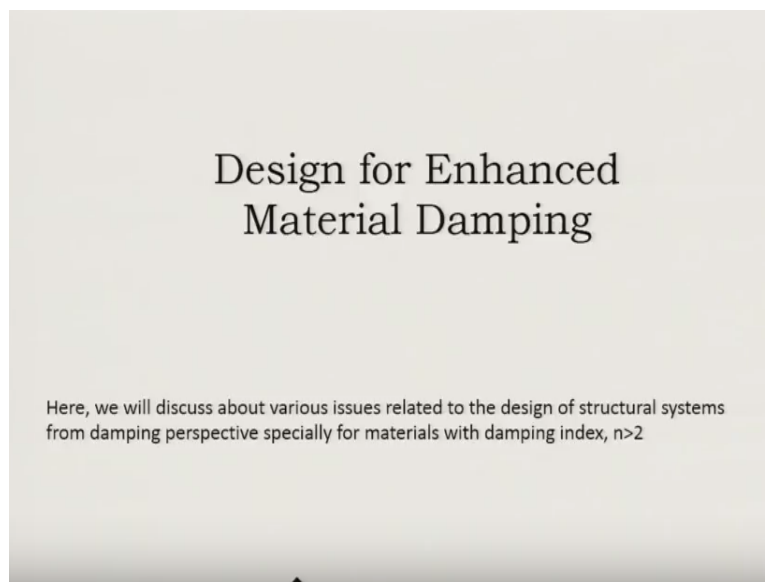 Design for Enhanced
Material Damping
Here, we will discuss about various issues related to the design of structural systems
from damping perspective specially for materials with damping index, n>2